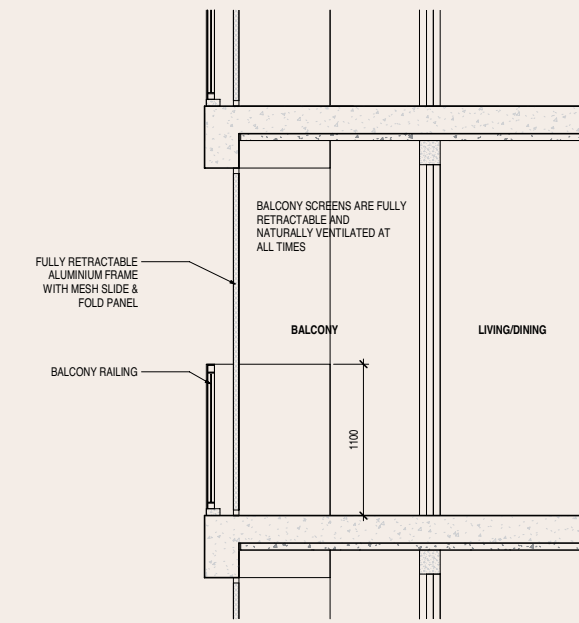 BALCONY SCREENS ARE FULLY
RETRACTABLE AND
NATURALLY VENTILATED AT
ALL TIMES
FULLY RETRACTABLE
ALUMINIUM FRAME
WITH MESH SLIDE &
FOLD PANEL
BALCONY
LIVING/DINING
BALCONY RAILING
1100